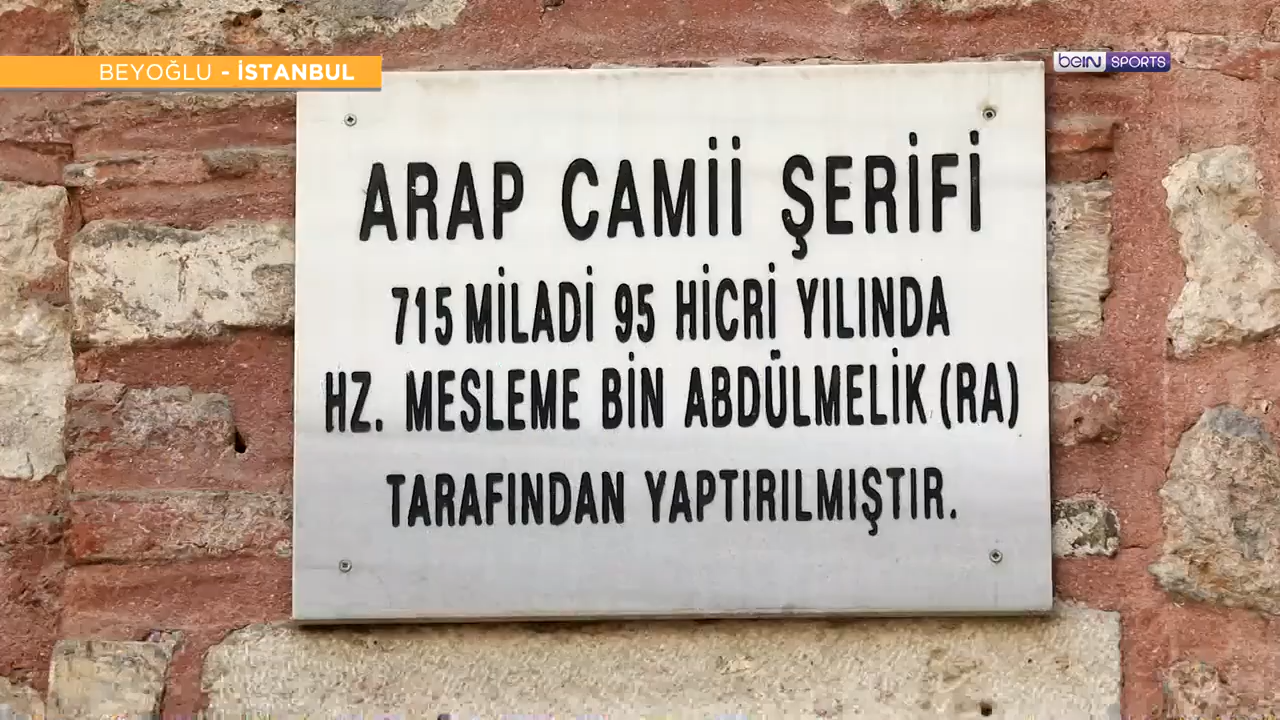 BEYOĞLU - İSTANBUL
beIN SPORTS
ARAP CAMİİ ŞERİFİ
715 MİLADİ 95 HİCRİ YILINDA
HZ. MESLEME BİN ABDÜLMELİK (RA)
TARAFINDAN YAPTIRILMIŞTIR.